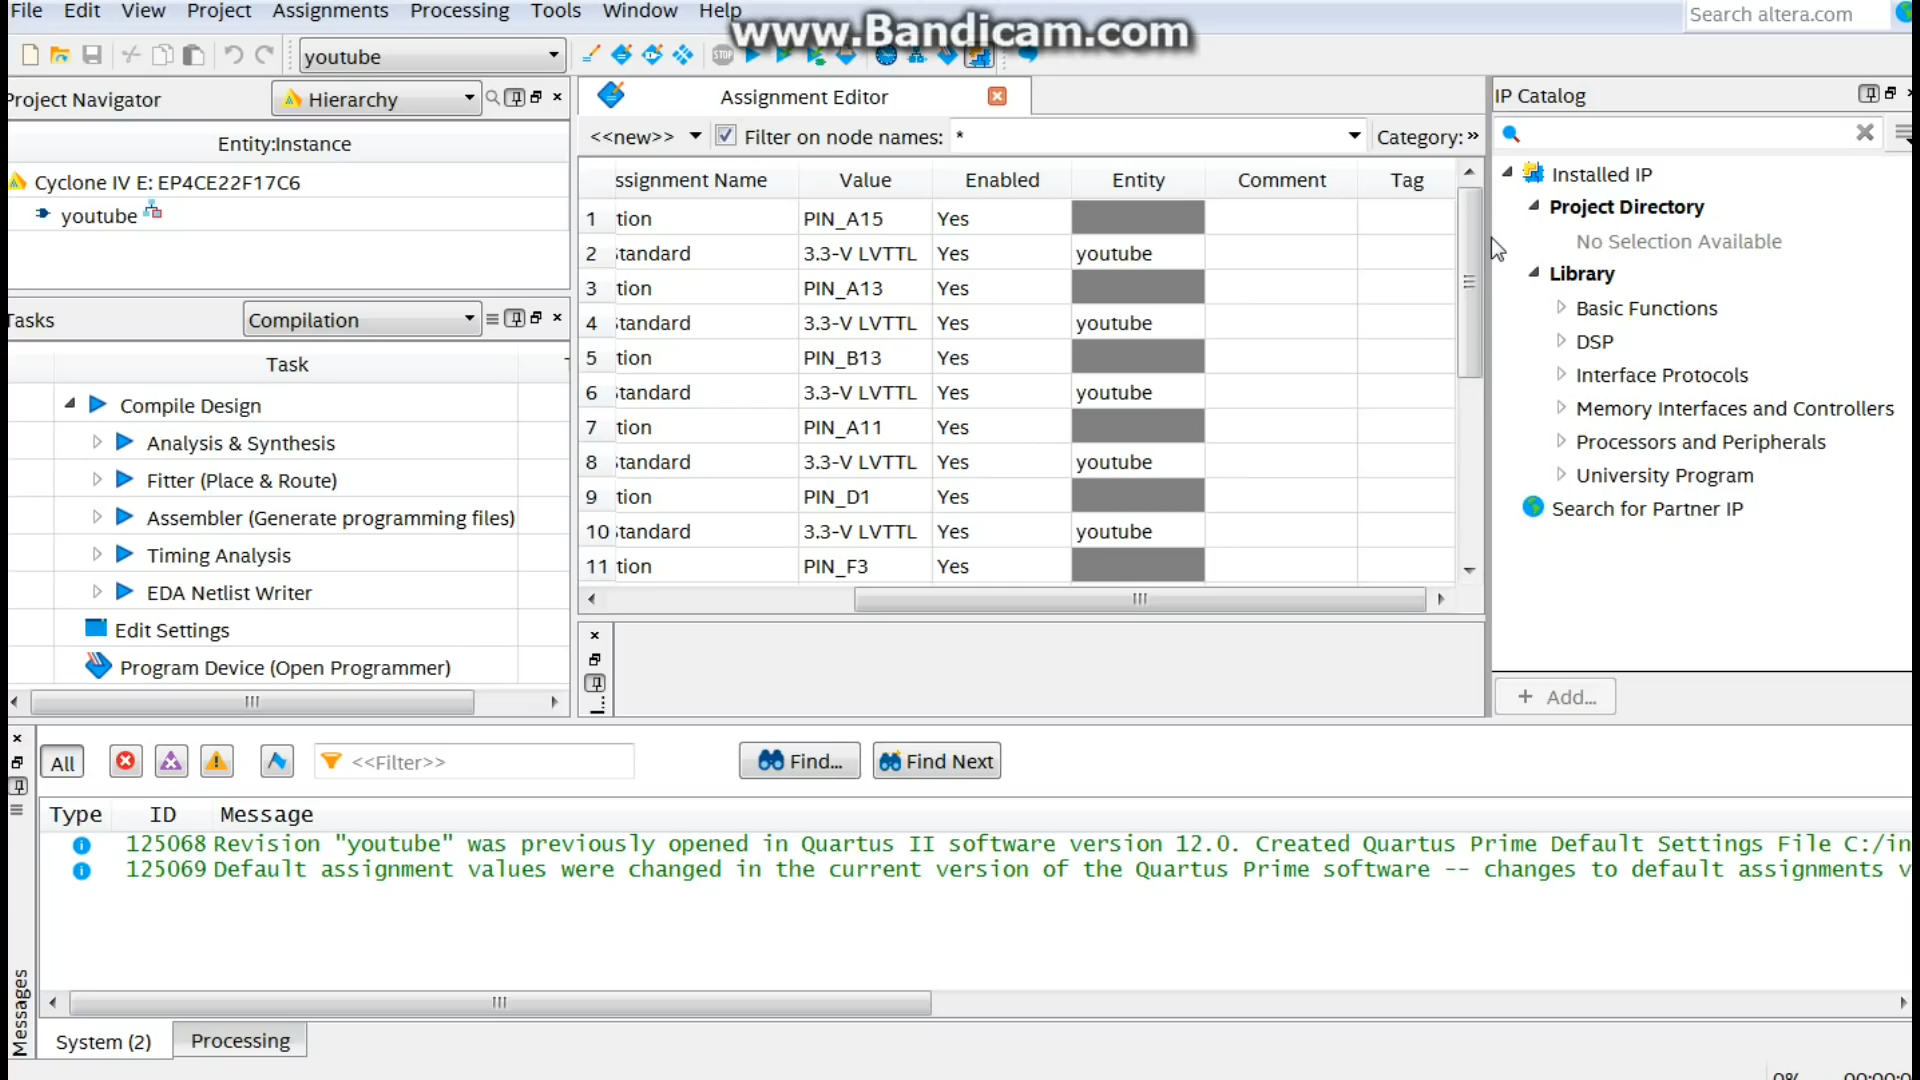 File Edit View Project Assignments Processing Tools Window Help
www.Bandicam.com
Search altera.com
youtube
Project Navigator
Hierarchy
Entity:Instance
Cyclone IV E: EP4CE22F17C6
youtube
Tasks
Compilation
Task
Compile Design
Analysis & Synthesis
Fitter (Place & Route)
Assembler (Generate programming files)
Timing Analysis
EDA Netlist Writer
Edit Settings
Program Device (Open Programmer)
Assignment Editor
<<new>> Filter on node names: * Category: »
ssignment Name Value Enabled Entity Comment Tag
1 tion PIN_A15 Yes
2 Standard 3.3-V LVTTL Yes youtube
3 tion PIN_A13 Yes
4 Standard 3.3-V LVTTL Yes youtube
5 tion PIN_B13 Yes
6 Standard 3.3-V LVTTL Yes youtube
7 tion PIN_A11 Yes
8 Standard 3.3-V LVTTL Yes youtube
9 tion PIN_D1 Yes
10 Standard 3.3-V LVTTL Yes youtube
11 tion PIN_F3 Yes
IP Catalog
Installed IP
Project Directory
No Selection Available
Library
Basic Functions
DSP
Interface Protocols
Memory Interfaces and Controllers
Processors and Peripherals
University Program
Search for Partner IP
+ Add...
All <<Filter>> Find... Find Next
Type ID Message
125068 Revision "youtube" was previously opened in Quartus II software version 12.0. Created Quartus Prime Default Settings File C:/in
125069 Default assignment values were changed in the current version of the Quartus Prime software -- changes to default assignments v
Messages
System (2) Processing